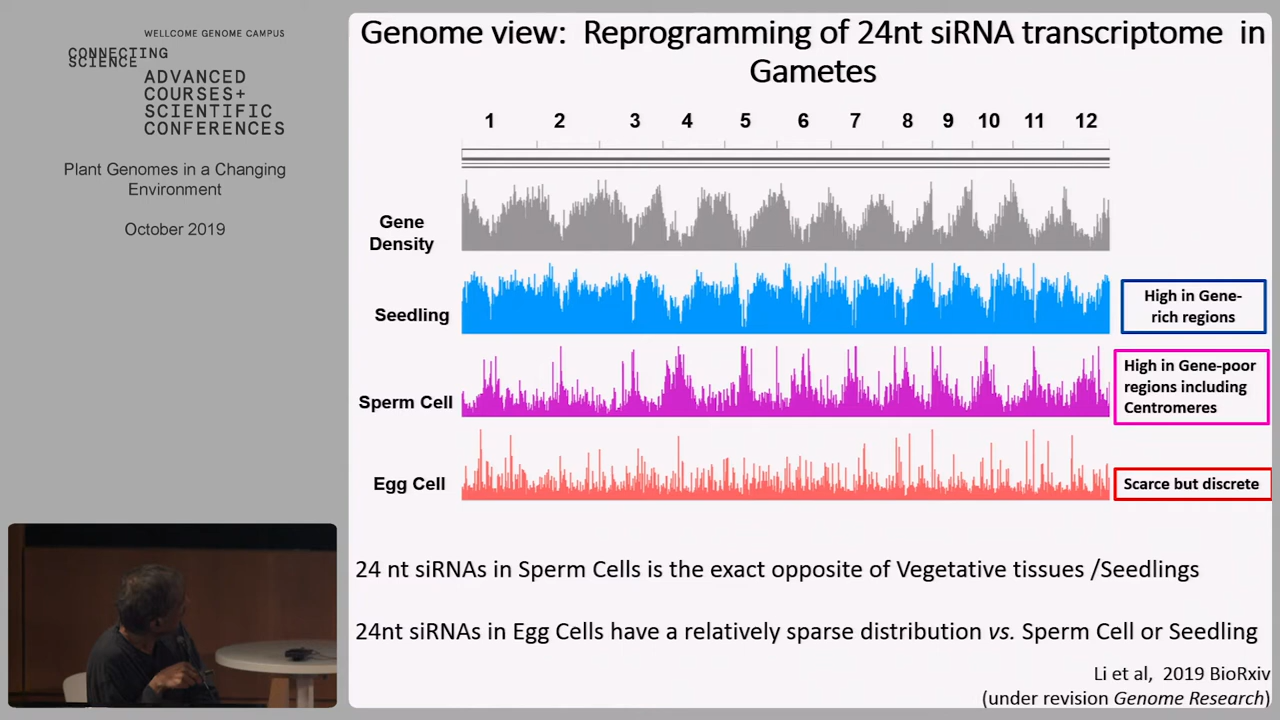 WELLCOME GENOME CAMPUS
CONNECTING
SCIENCE
ADVANCED
COURSES+
SCIENTIFIC
CONFERENCES
Plant Genomes in a Changing
Environment
October 2019
Genome view: Reprogramming of 24nt siRNA transcriptome in
Gametes
1 2 3 4 5 6 7 8 9 10 11 12
Gene
Density
Seedling
High in Gene-
rich regions
Sperm Cell
High in Gene-poor
regions including
Centromeres
Egg Cell
Scarce but discrete
24 nt siRNAs in Sperm Cells is the exact opposite of Vegetative tissues /Seedlings
24nt siRNAs in Egg Cells have a relatively sparse distribution vs. Sperm Cell or Seedling
Li et al, 2019 BioRxiv
(under revision Genome Research)